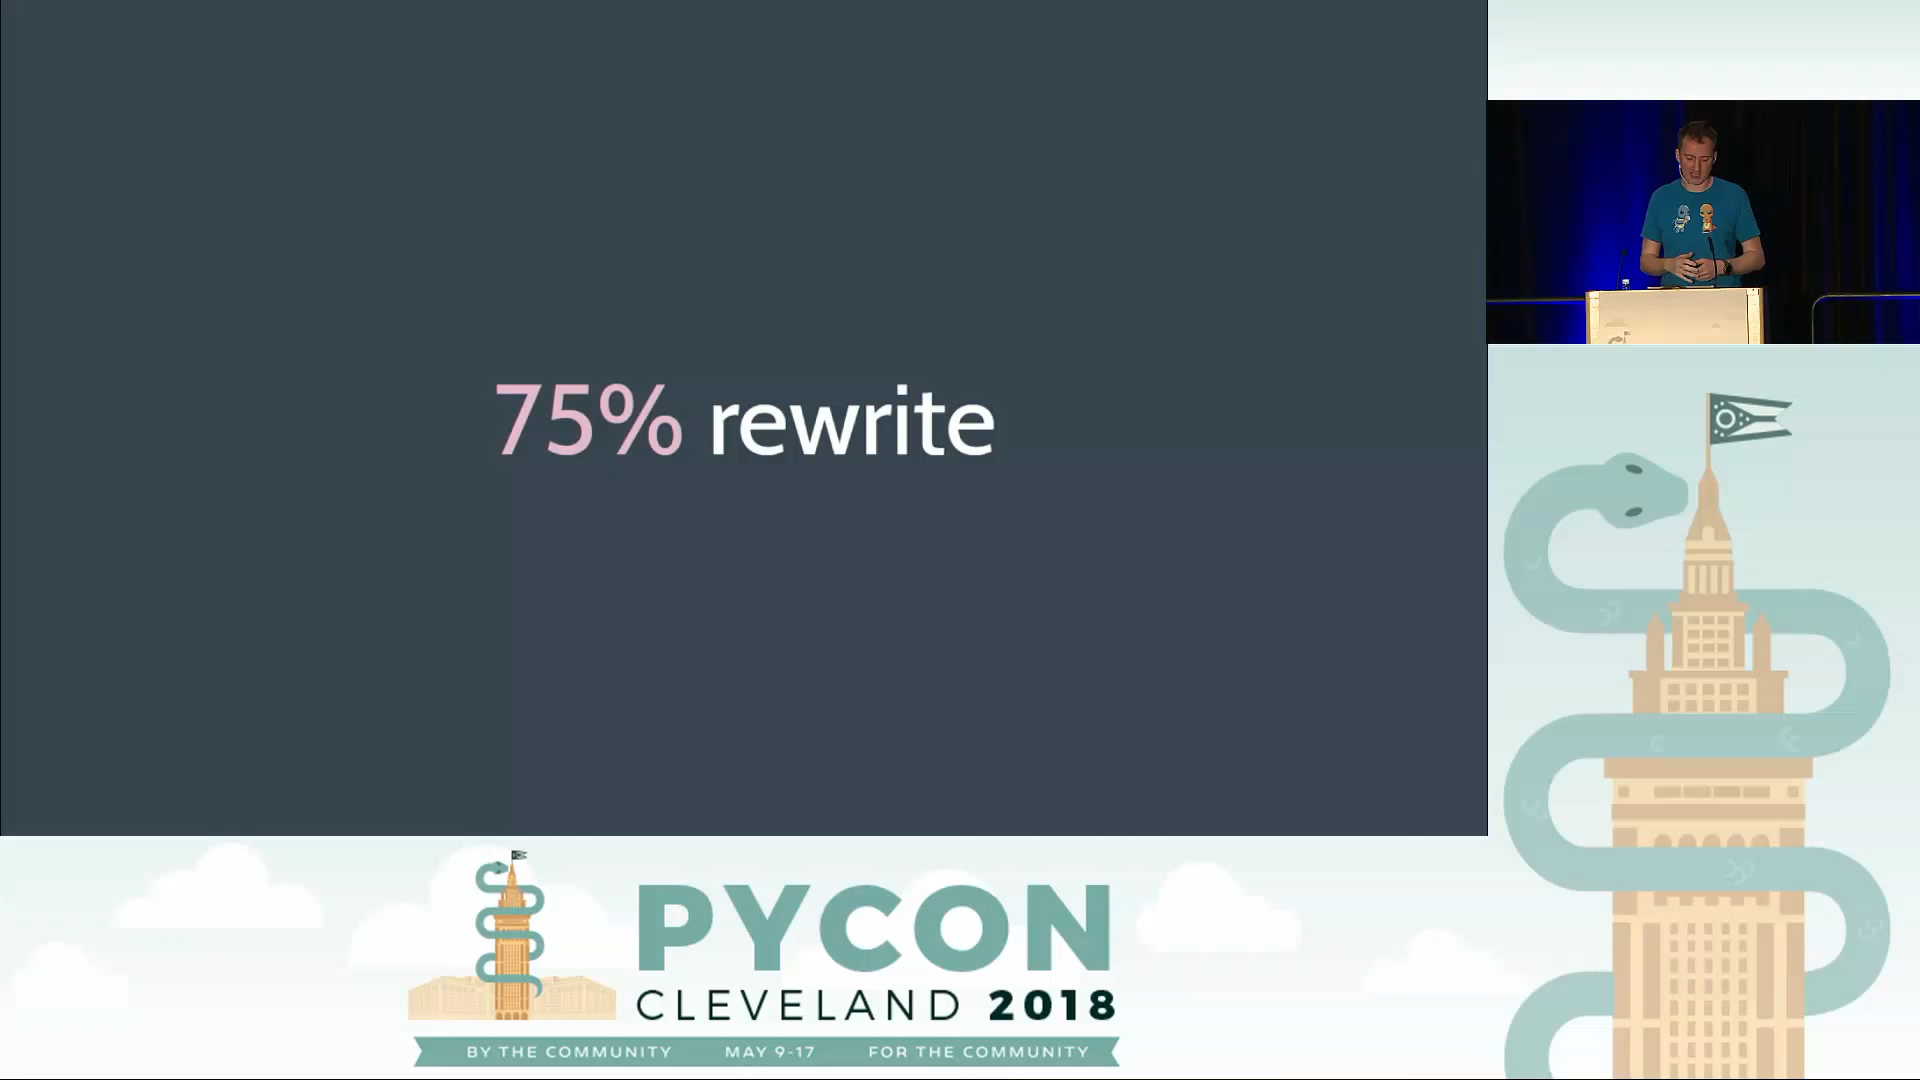 75% rewrite
PYCON
CLEVELAND 2018
BY THE COMMUNITY MAY 9-17 FOR THE COMMUNITY